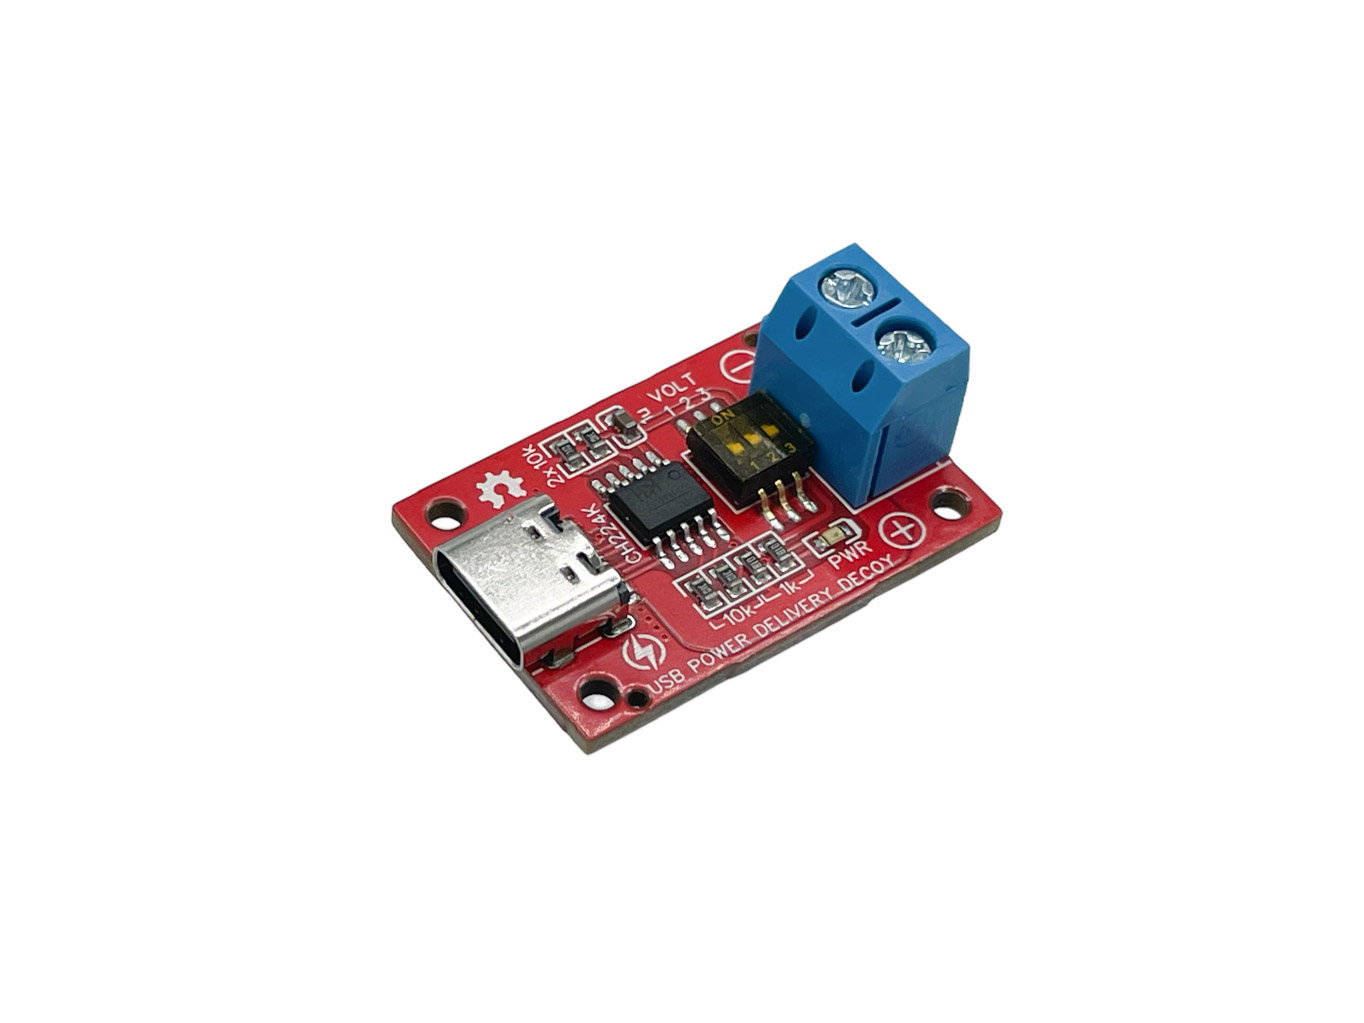 VOLT
1 2 3
ON
1 2 3
2x10k
CH224K
PWR
10k
1k
USB POWER DELIVERY DECOY